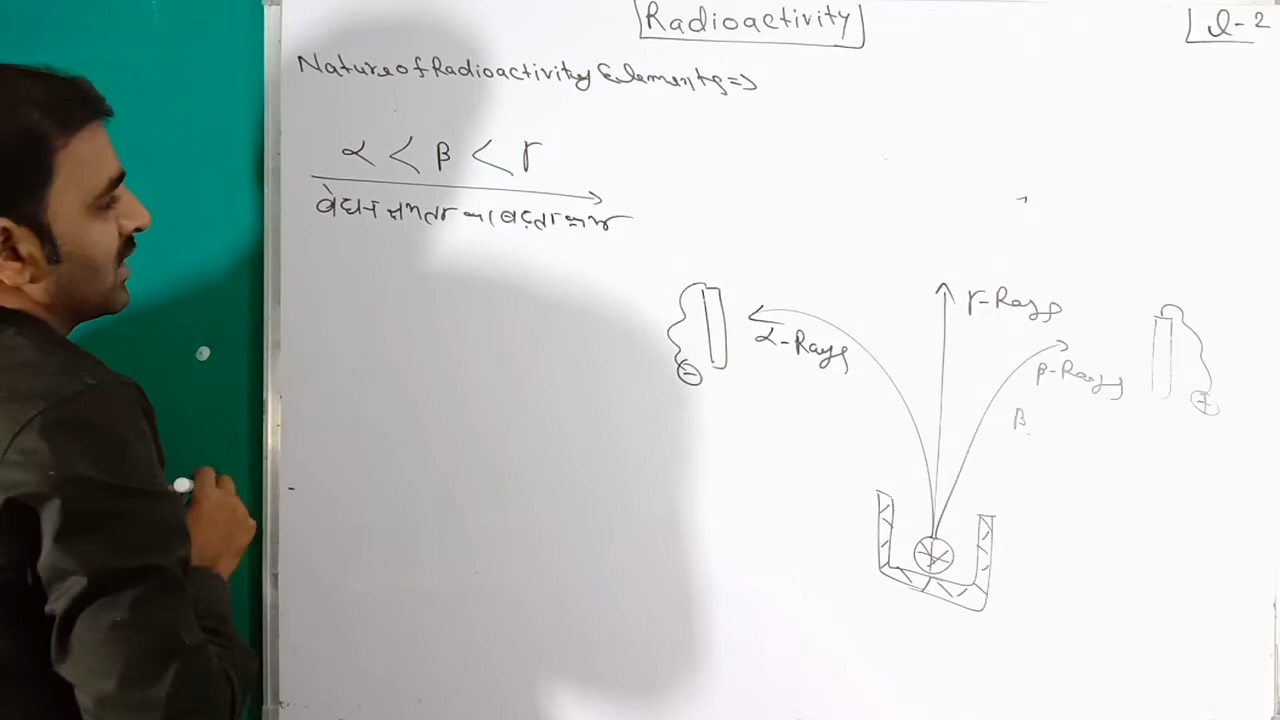 Radioactivity
L-2
Nature of Radioactivity Elements =>
α < β < γ
वेधन क्षमता का बढ़ता क्रम
γ-Rays
α-Rays
β-Rays
-
+
β